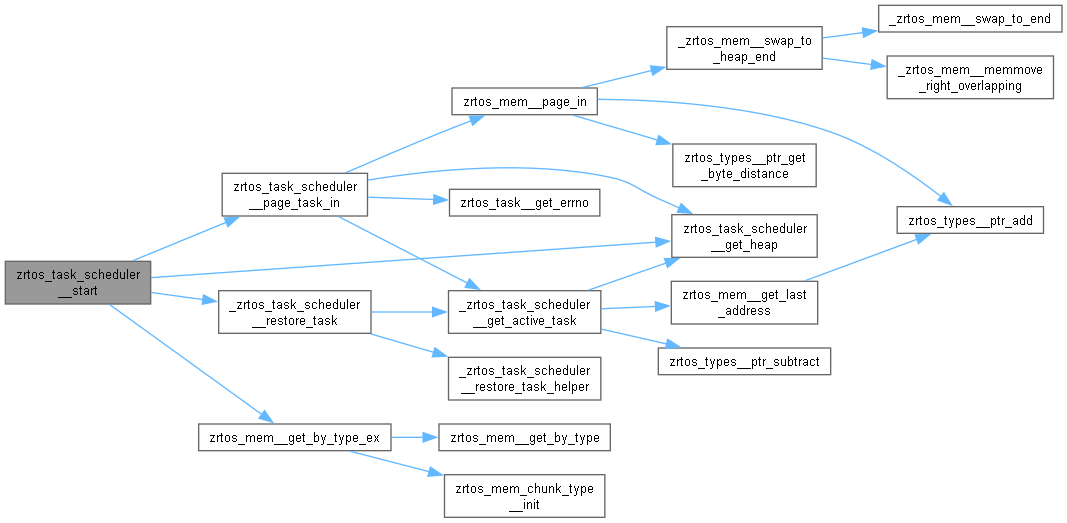 zrtos_task_scheduler
__start
zrtos_task_scheduler
__page_task_in
_zrtos_task_scheduler
__restore_task
zrtos_mem__get_by_type_ex
zrtos_mem__page_in
zrtos_task__get_errno
_zrtos_task_scheduler
__get_active_task
_zrtos_task_scheduler
__restore_task_helper
zrtos_mem__get_by_type
zrtos_mem_chunk_type
__init
_zrtos_mem__swap_to
_heap_end
zrtos_types__ptr_get
_byte_distance
zrtos_task_scheduler
__get_heap
zrtos_mem__get_last
_address
zrtos_types__ptr_subtract
_zrtos_mem__swap_to_end
_zrtos_mem__memmove
_right_overlapping
zrtos_types__ptr_add